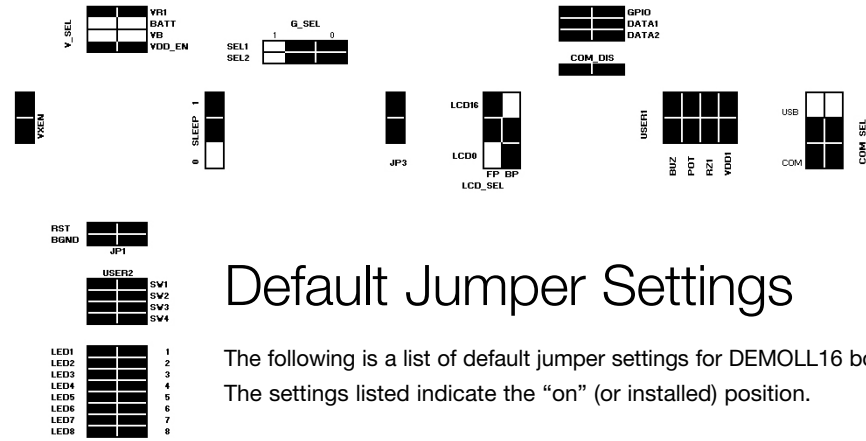 V_SEL
VR1
BATT
VB
VDD_EN
G_SEL
1 0
SEL1
SEL2
GPIO
DATA1
DATA2
COM_DIS
VXEN
0 SLEEP 1
JP3
LCD16
LCD0
FP BP
LCD_SEL
USER1
BUZ POT RZ1 VDD1
USB
COM
COM_SEL
RST
BGND
JP1
USER2
SW1
SW2
SW3
SW4
LED1 1
LED2 2
LED3 3
LED4 4
LED5 5
LED6 6
LED7 7
LED8 8
Default Jumper Settings
The following is a list of default jumper settings for DEMOLL16 bo
The settings listed indicate the “on” (or installed) position.